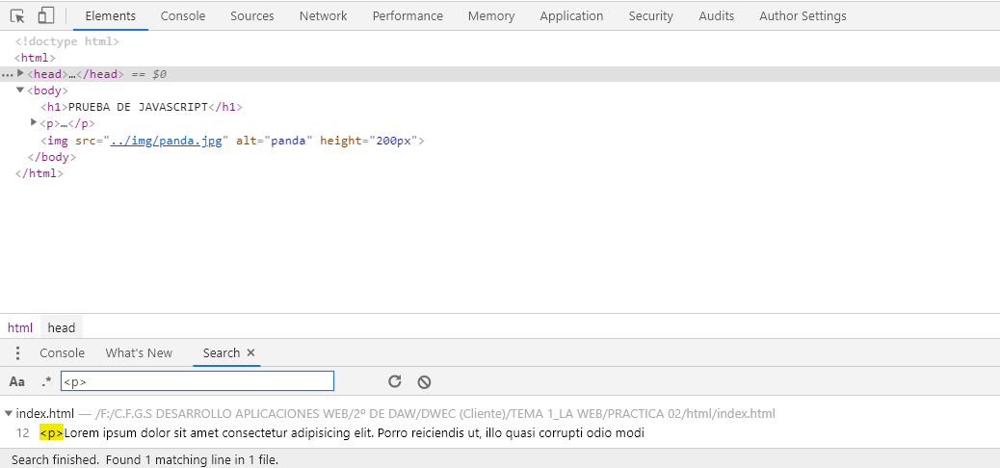 Elements Console Sources Network Performance Memory Application Security Audits Author Settings
<!doctype html>
<html>
<head>…</head> == $0
<body>
<h1>PRUEBA DE JAVASCRIPT</h1>
<p>…</p>
<img src="../img/panda.jpg" alt="panda" height="200px">
</body>
</html>
html head
Console What's New Search ×
Aa .* <p>
index.html — /F:/C.F.G.S DESARROLLO APLICACIONES WEB/2º DE DAW/DWEC (Cliente)/TEMA 1_LA WEB/PRACTICA 02/html/index.html
12 <p>Lorem ipsum dolor sit amet consectetur adipisicing elit. Porro reiciendis ut, illo quasi corrupti odio modi
Search finished. Found 1 matching line in 1 file.